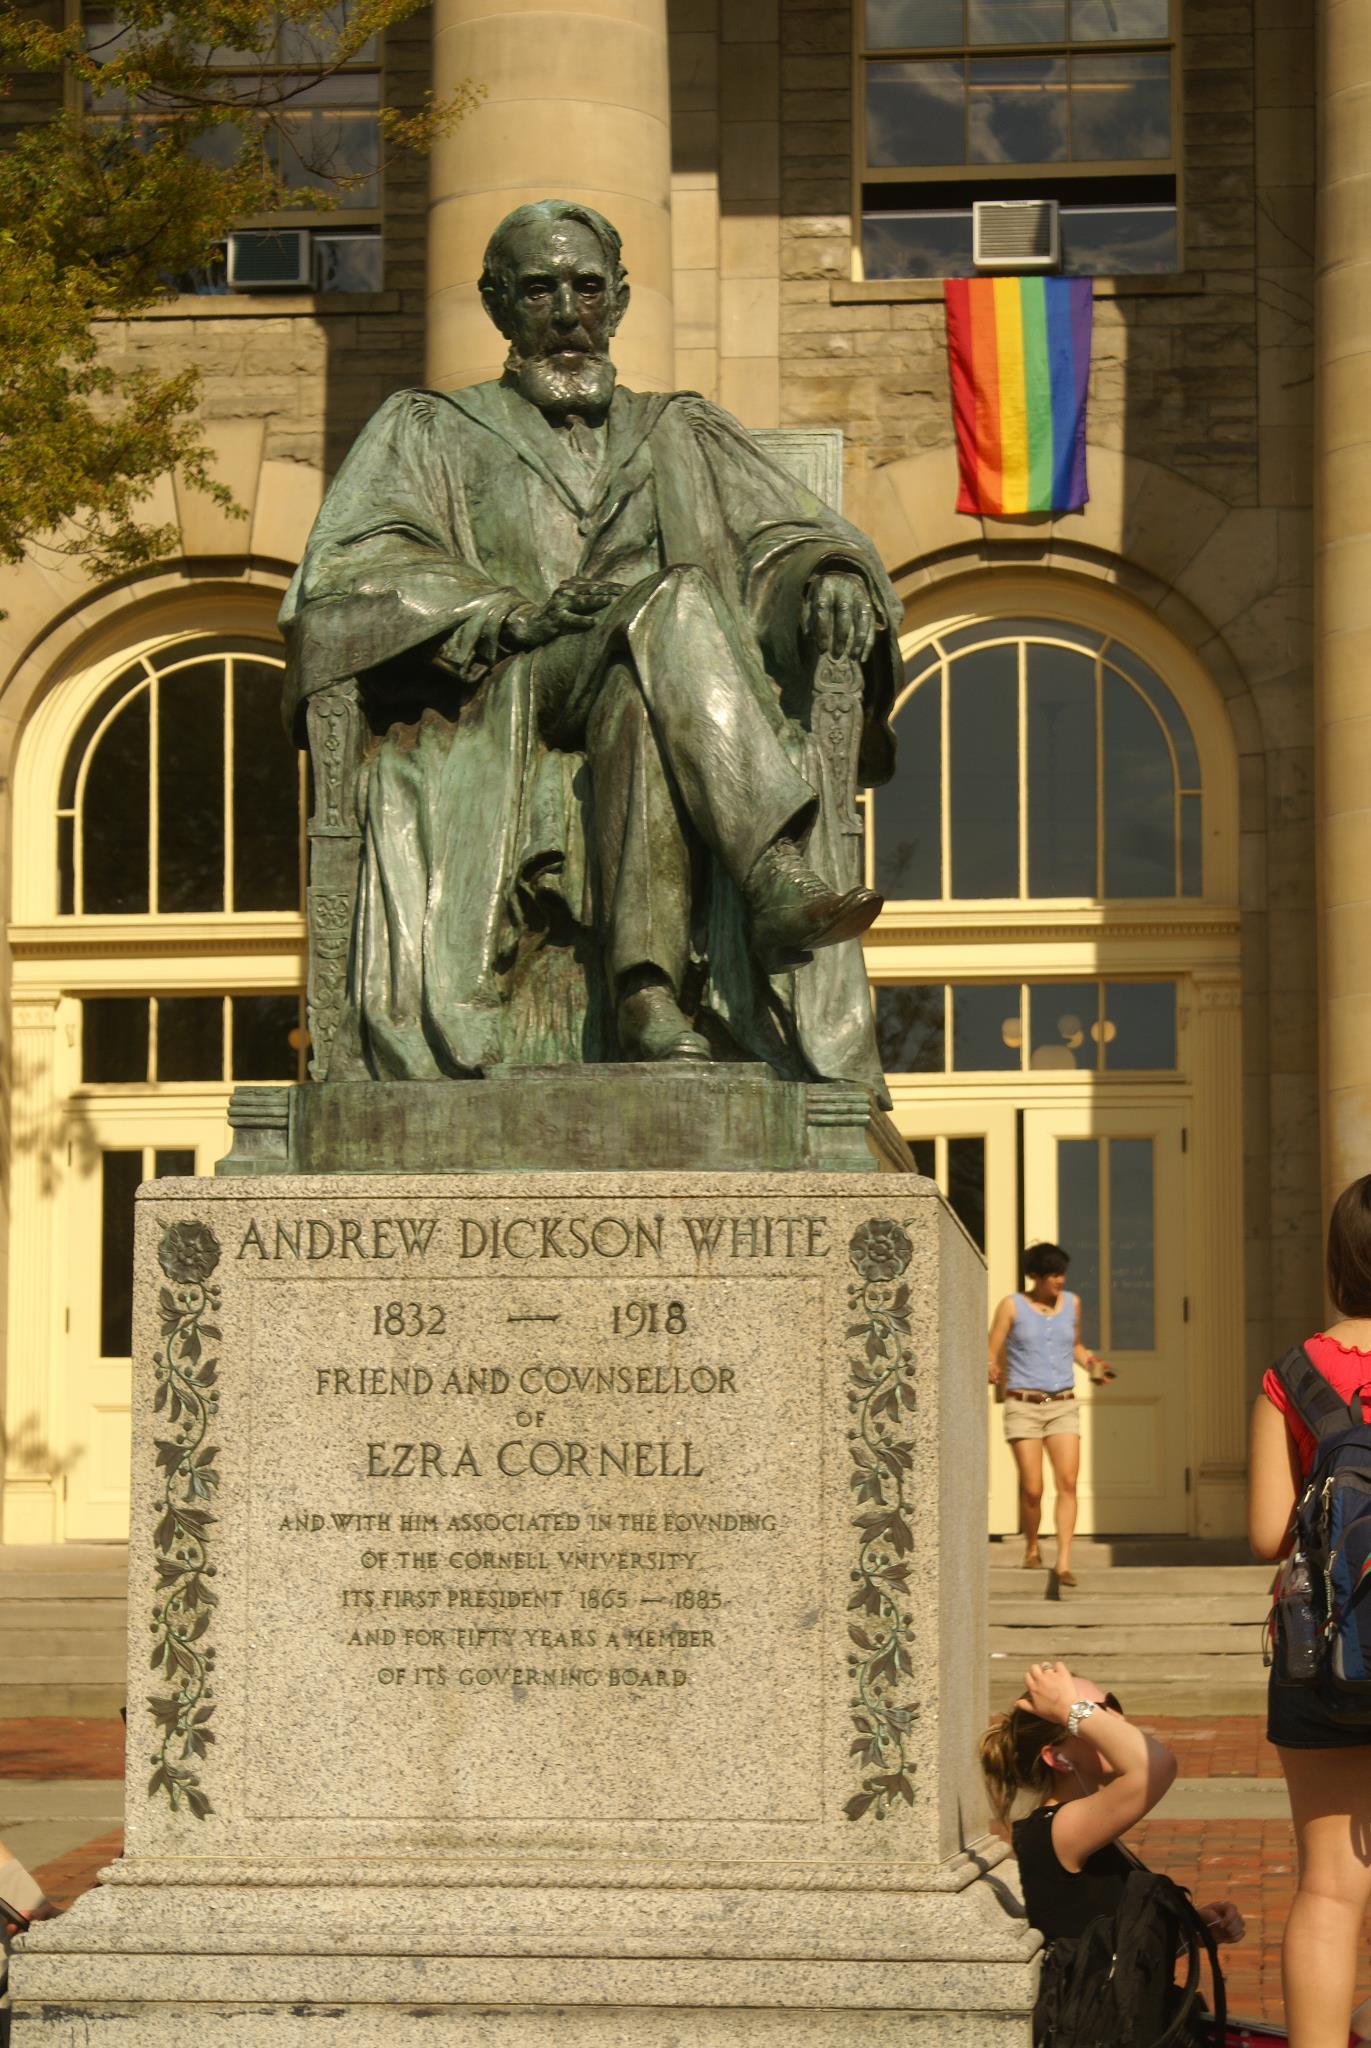 ANDREW DICKSON WHITE
1832 — 1918
FRIEND AND COVNSELLOR
OF
EZRA CORNELL
AND WITH HIM ASSOCIATED IN THE FOVNDING
OF THE CORNELL VNIVERSITY
ITS FIRST PRESIDENT 1865 — 1885
AND FOR FIFTY YEARS A MEMBER
OF ITS GOVERNING BOARD